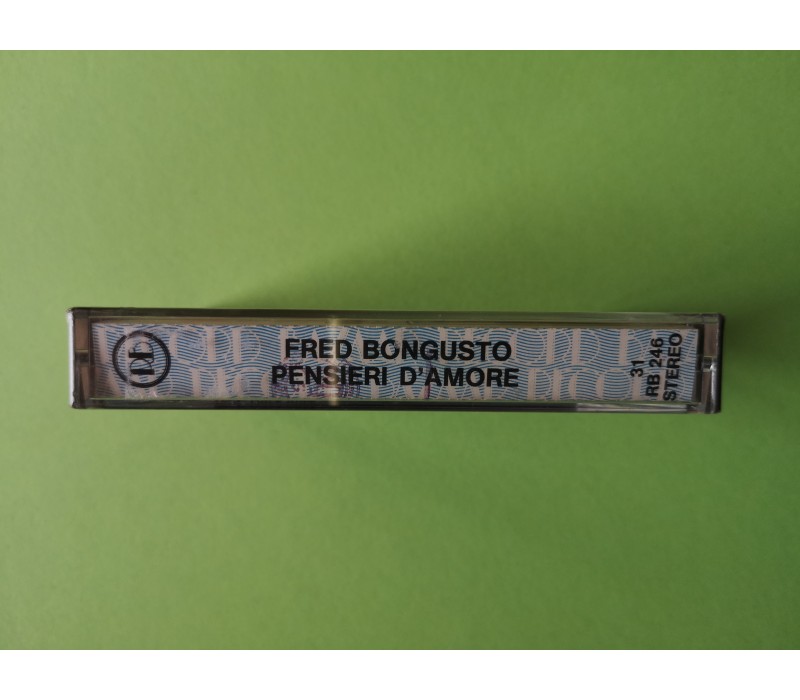 FRED BONGUSTO
PENSIERI D'AMORE
31
RB 246
STEREO